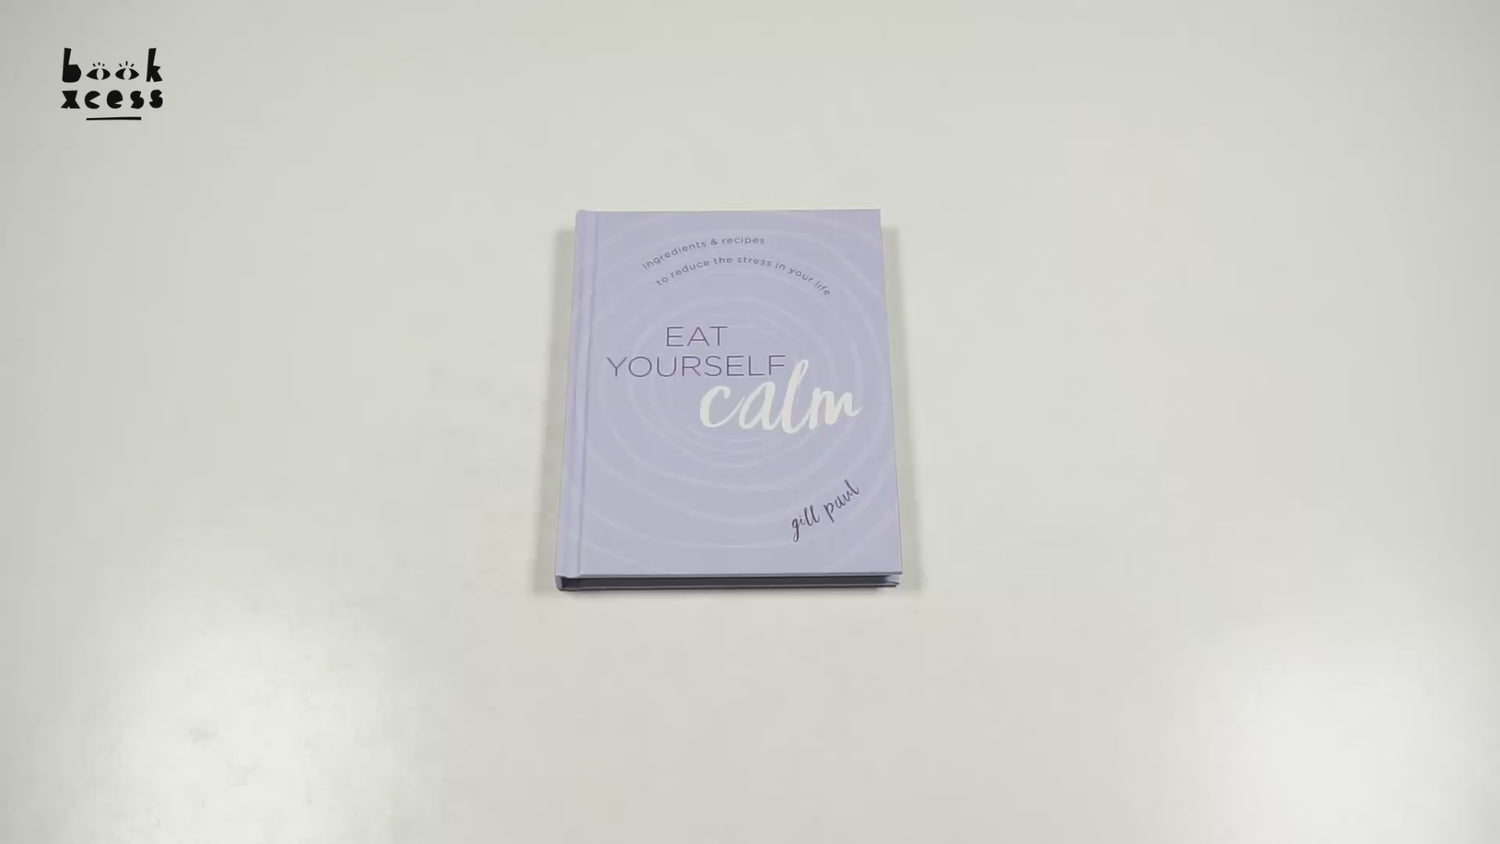 book
xcess
ingredients & recipes
to reduce the stress in your life
EAT
YOURSELF
calm
gill paul